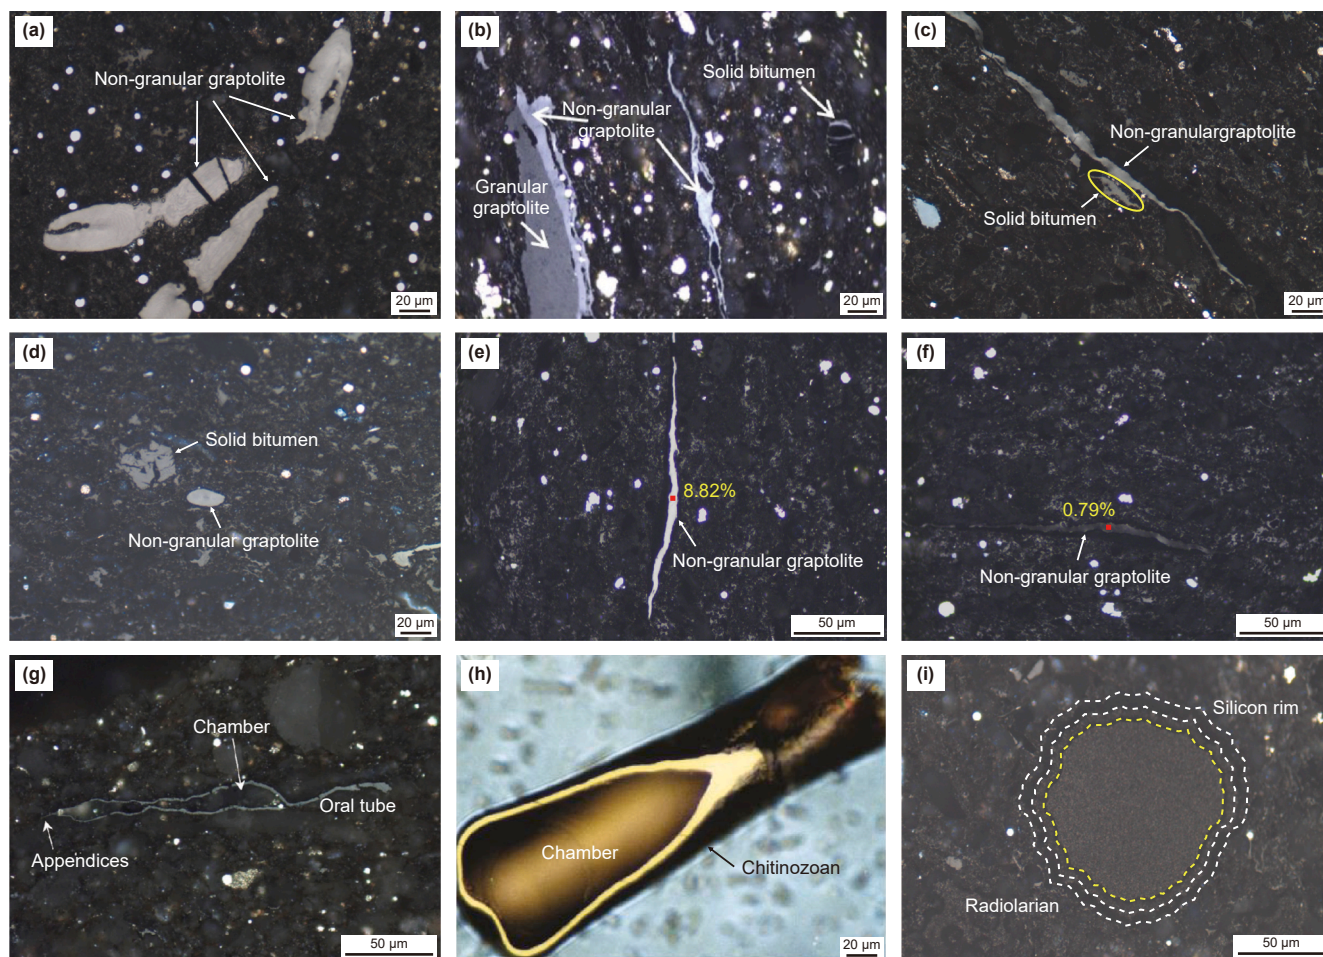 (a)
Non-granular graptolite
20 µm
(b)
Solid bitumen
Non-granular
graptolite
Granular
graptolite
20 µm
(c)
Non-granulargraptolite
Solid bitumen
20 µm
(d)
Solid bitumen
Non-granular graptolite
20 µm
(e)
8.82%
Non-granular graptolite
50 µm
(f)
0.79%
Non-granular graptolite
50 µm
(g)
Chamber
Oral tube
Appendices
50 µm
(h)
Chamber
Chitinozoan
20 µm
(i)
Silicon rim
Radiolarian
50 µm